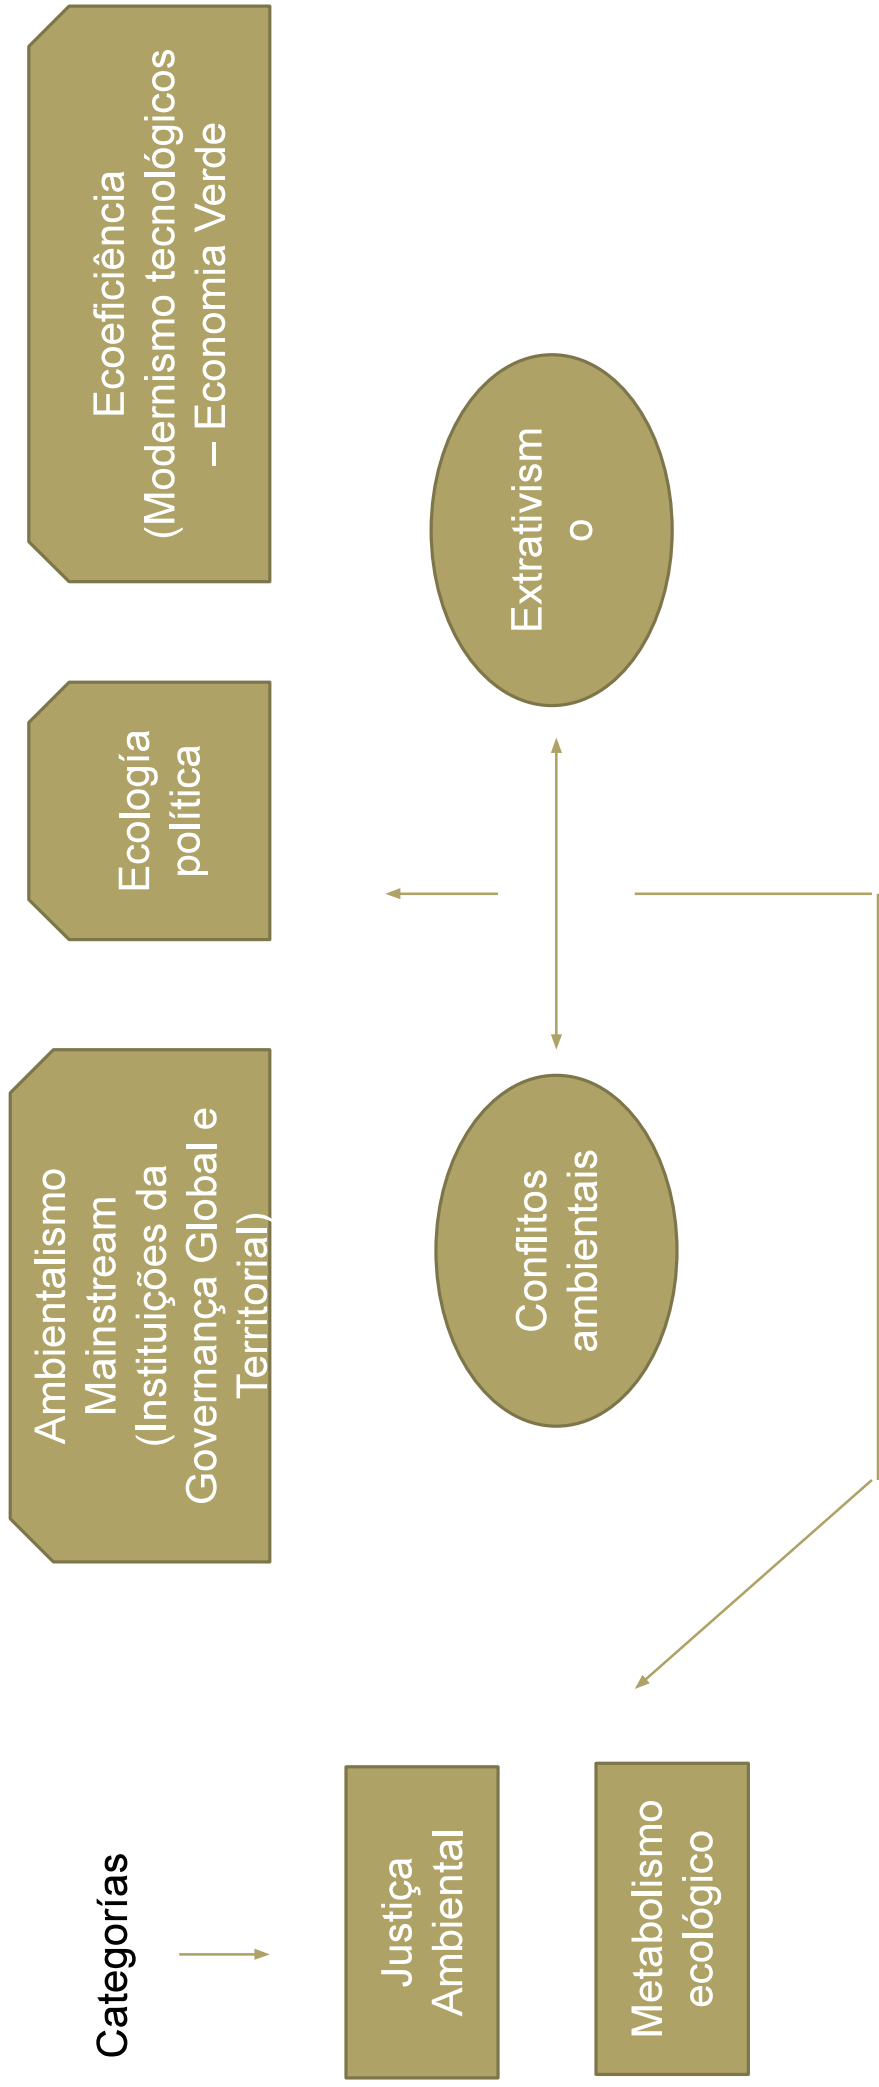 Ambientalismo
Mainstream
(Instituições da
Governança Global e
Territorial)
Ecología
política
Ecoeficiência
(Modernismo tecnológicos
– Economia Verde
Categorías
Conflitos
ambientais
Extrativism
o
Justiça
Ambiental
Metabolismo
ecológico